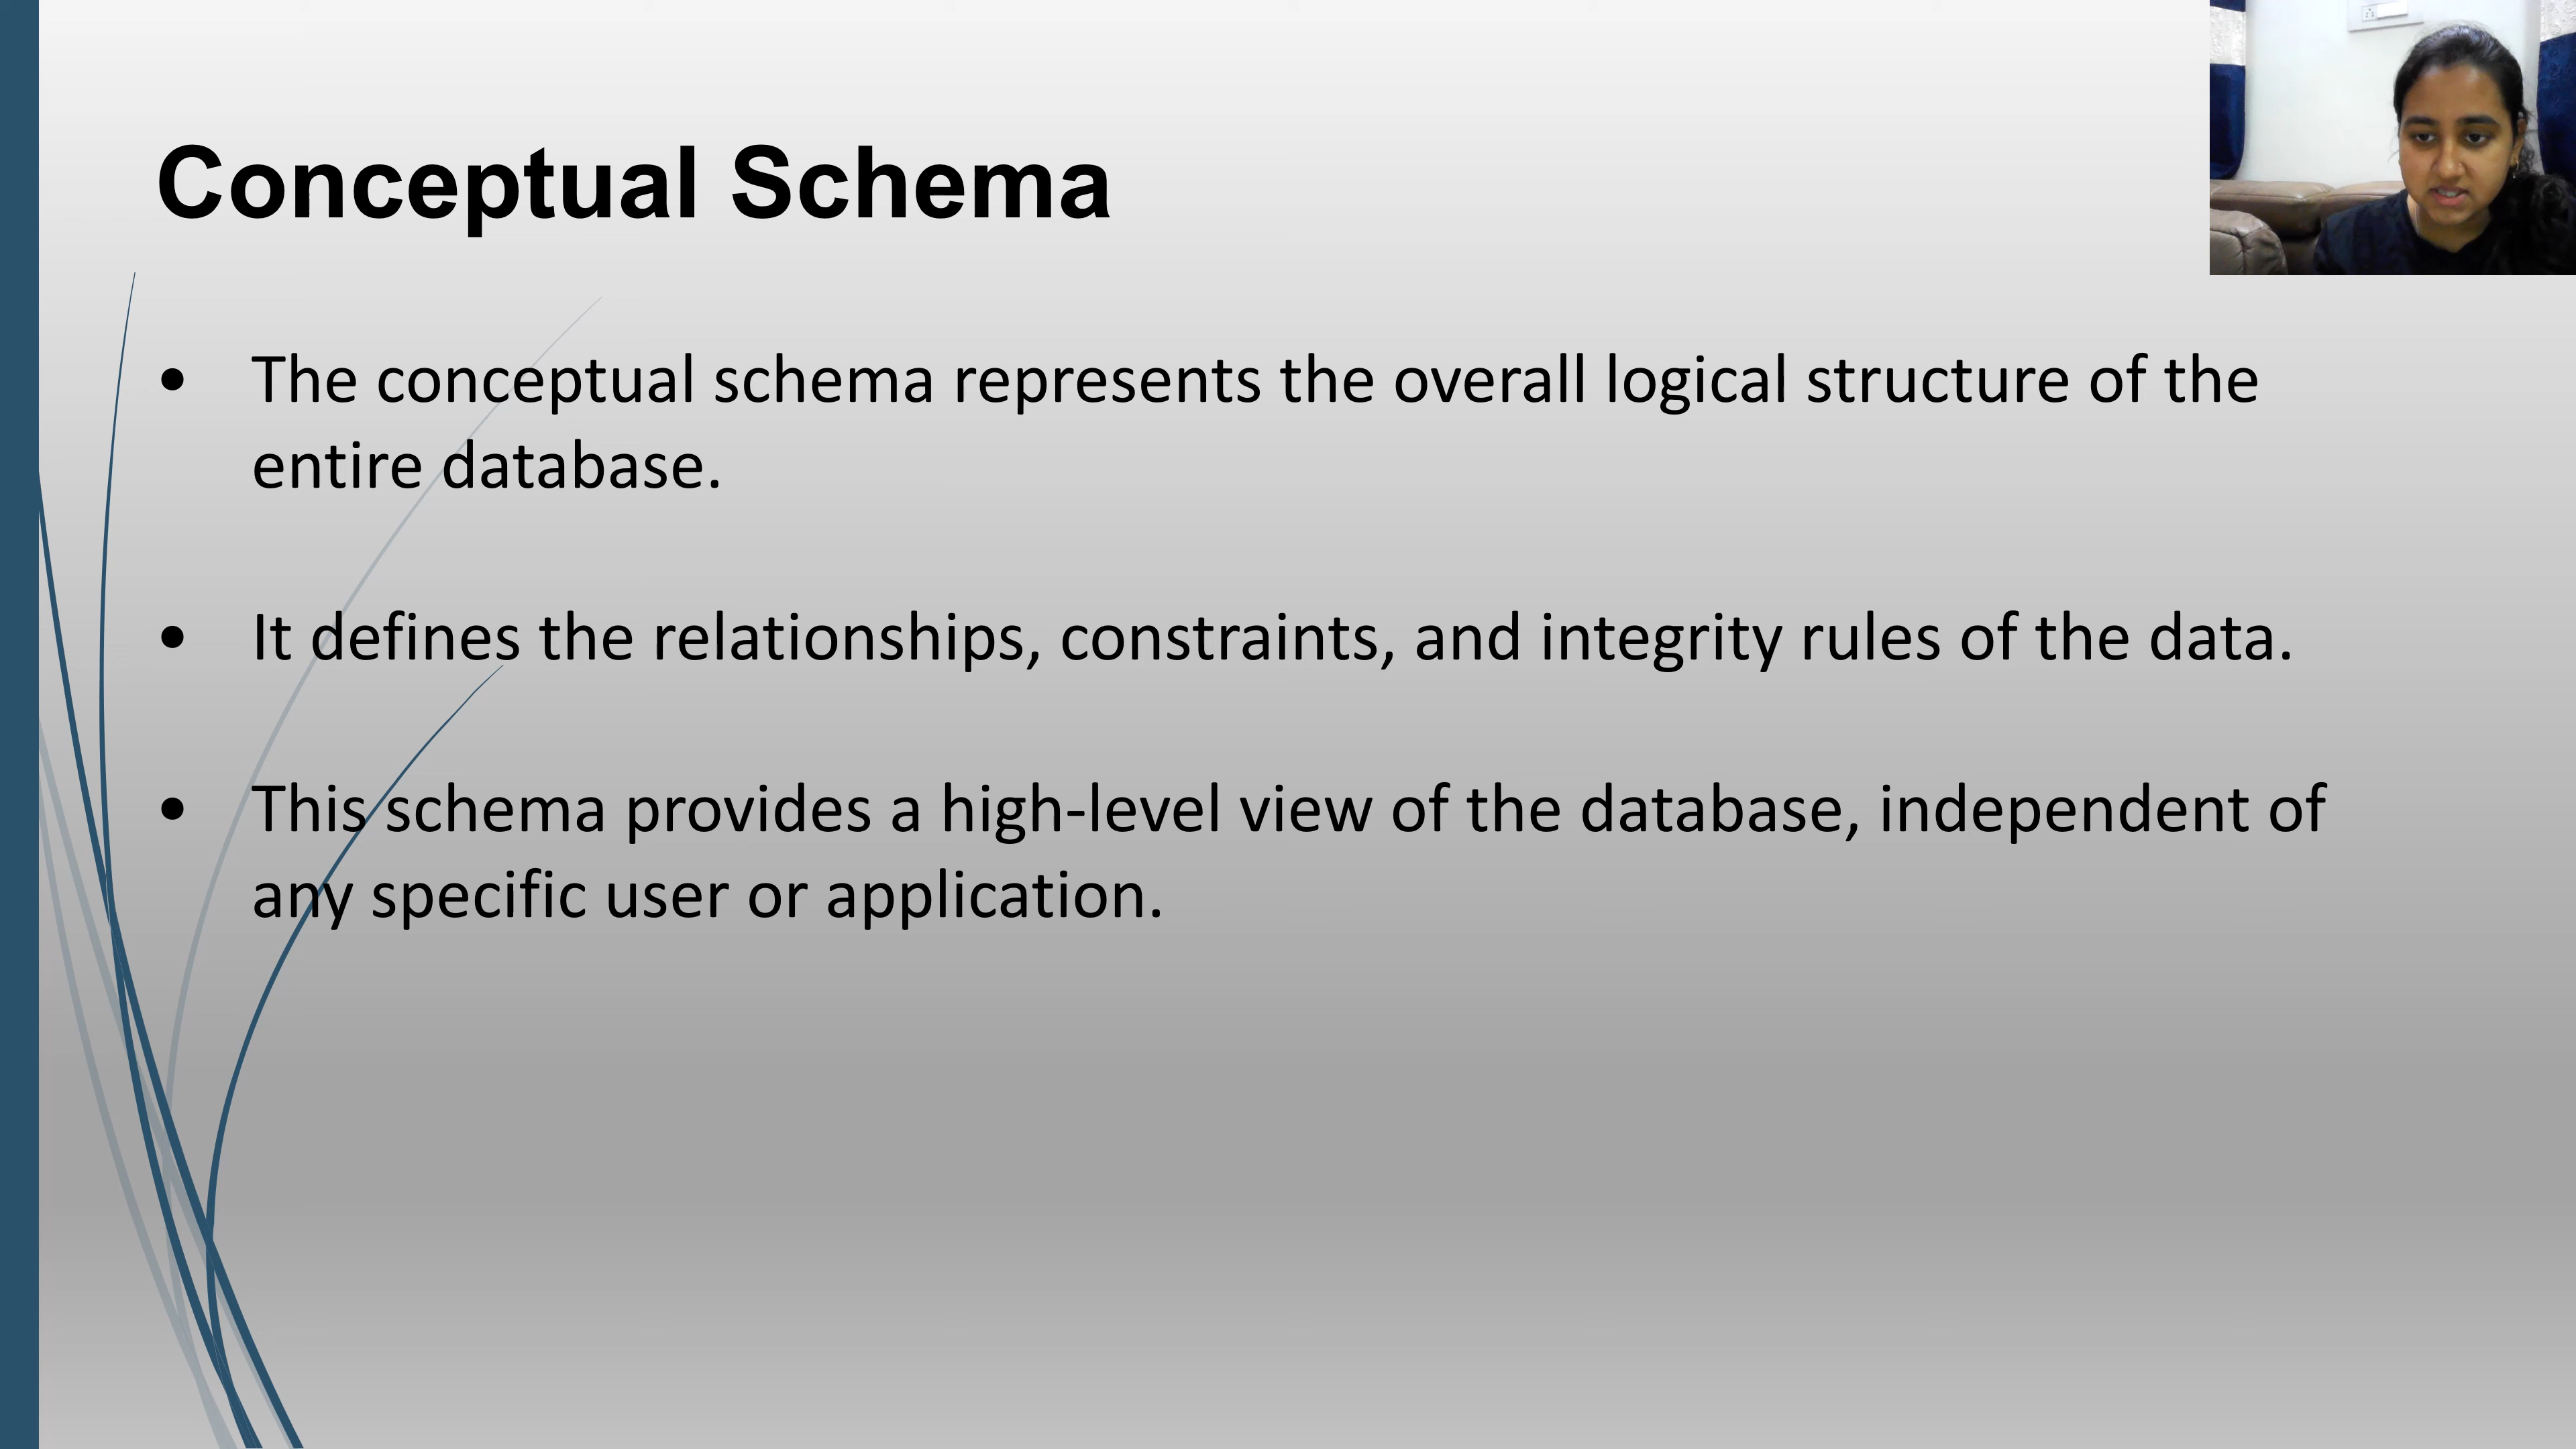 Conceptual Schema
• The conceptual schema represents the overall logical structure of the
entire database.
• It defines the relationships, constraints, and integrity rules of the data.
• This schema provides a high-level view of the database, independent of
any specific user or application.